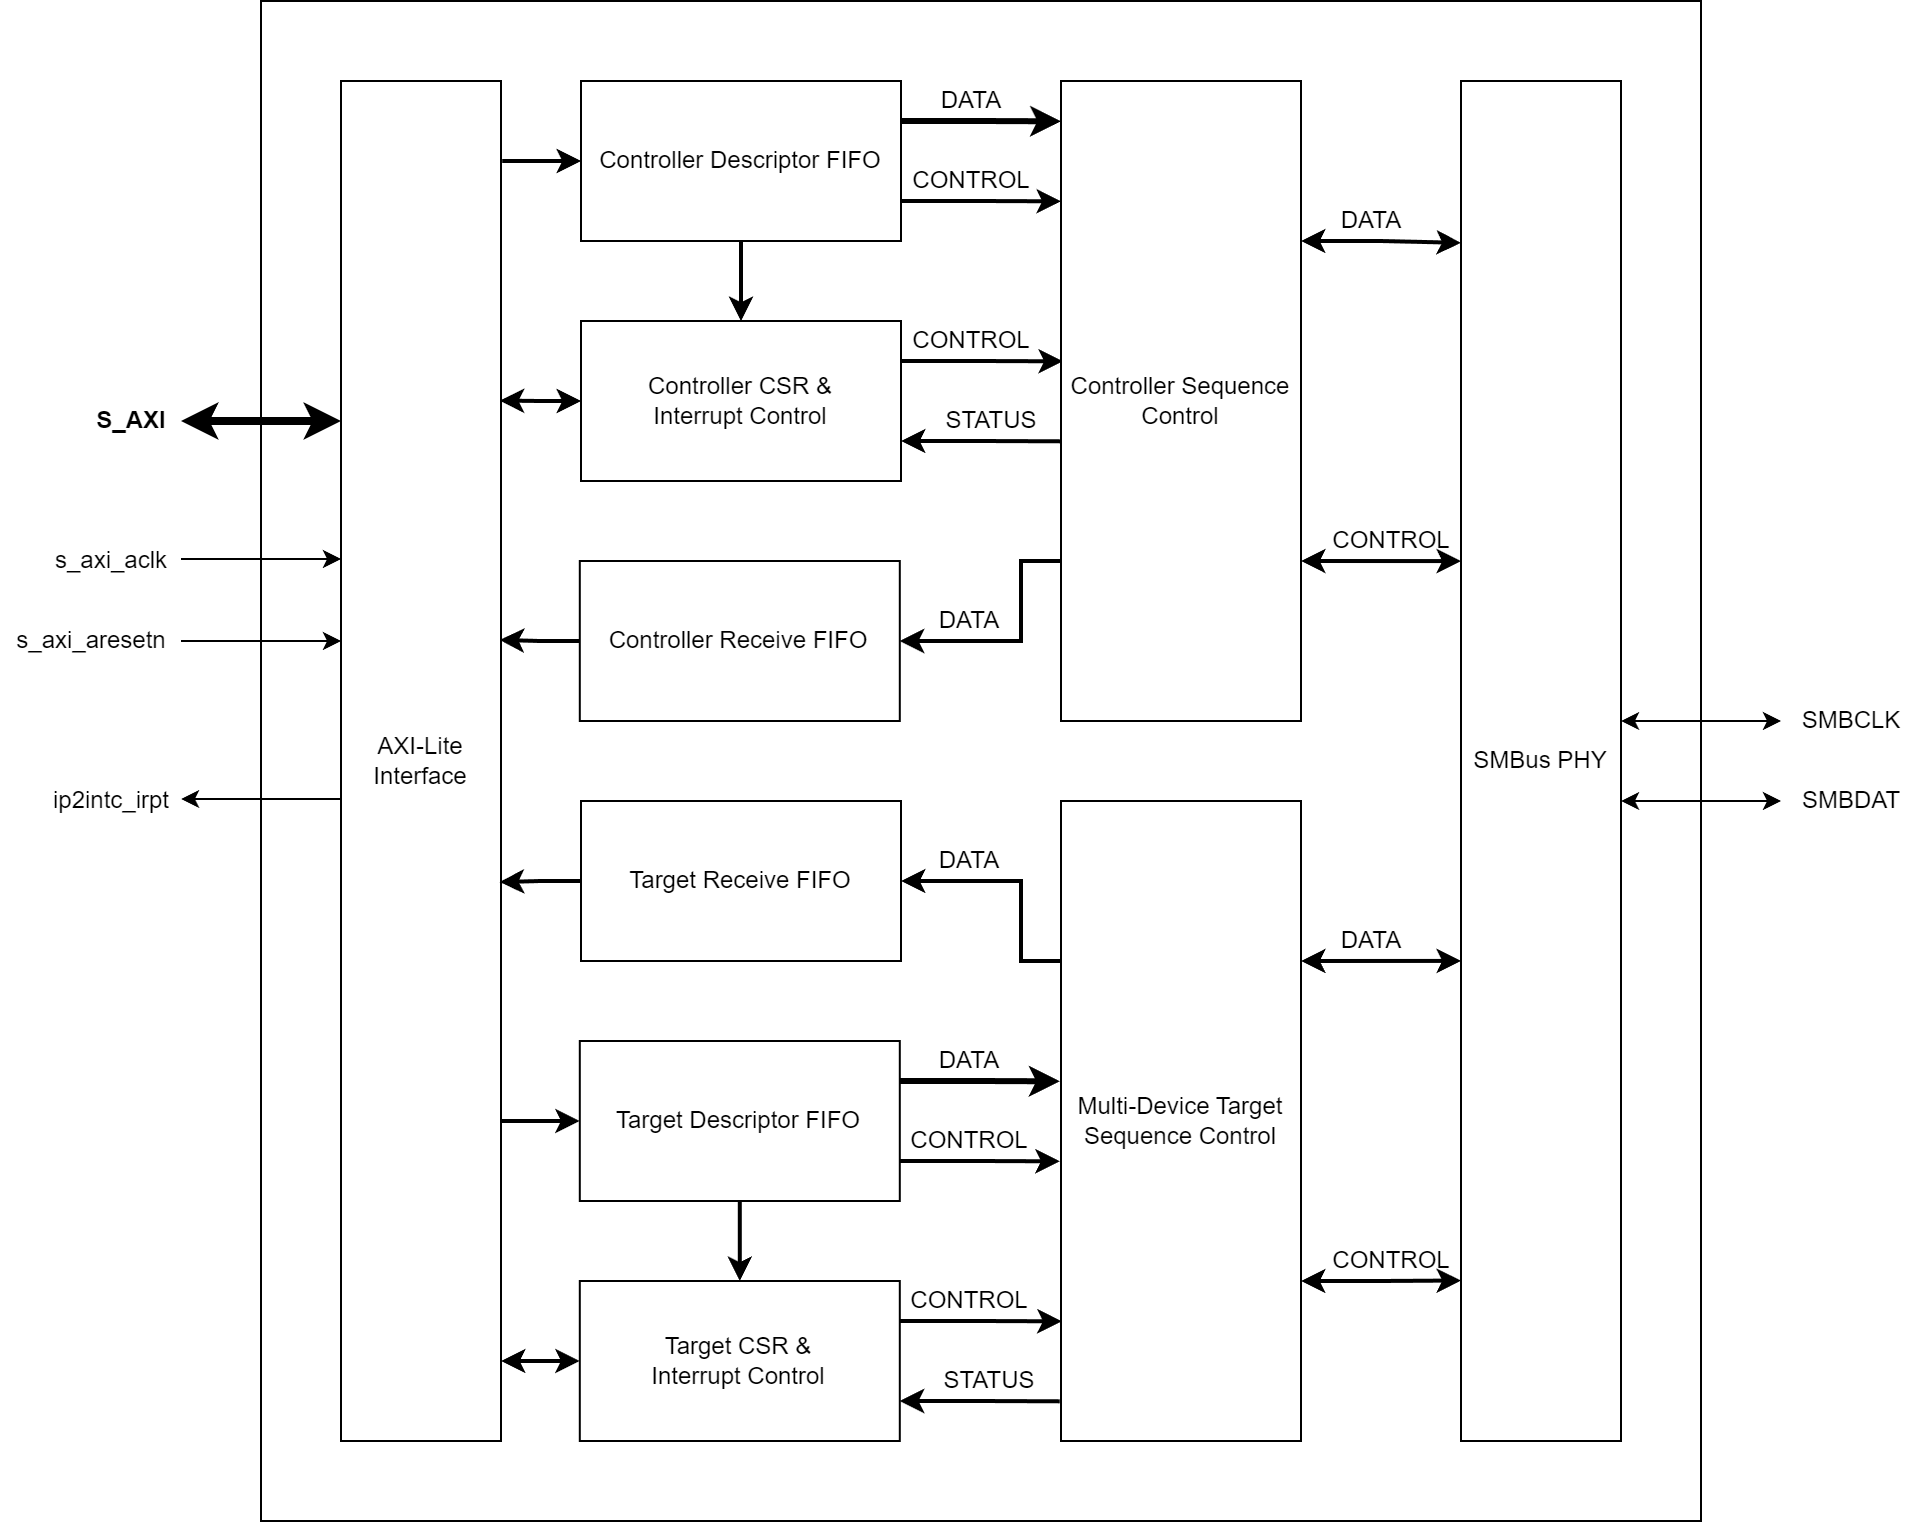 DATA
Controller Descriptor FIFO
CONTROL
DATA
CONTROL
Controller CSR &
Interrupt Control
STATUS
Controller Sequence
Control
S_AXI
CONTROL
s_axi_aclk
s_axi_aresetn
Controller Receive FIFO
DATA
AXI-Lite
Interface
SMBus PHY
SMBCLK
ip2intc_irpt
SMBDAT
Target Receive FIFO
DATA
DATA
Target Descriptor FIFO
DATA
CONTROL
Multi-Device Target
Sequence Control
CONTROL
CONTROL
Target CSR &
Interrupt Control
STATUS